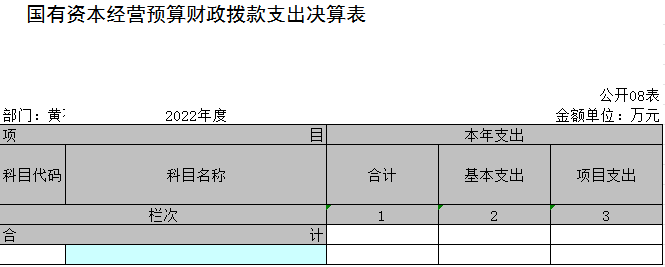 国有资本经营预算财政拨款支出决算表
公开08表
部门：黄 2022年度 金额单位：万元
项 目 本年支出
科目代码 科目名称 合计 基本支出 项目支出
栏次 1 2 3
合 计